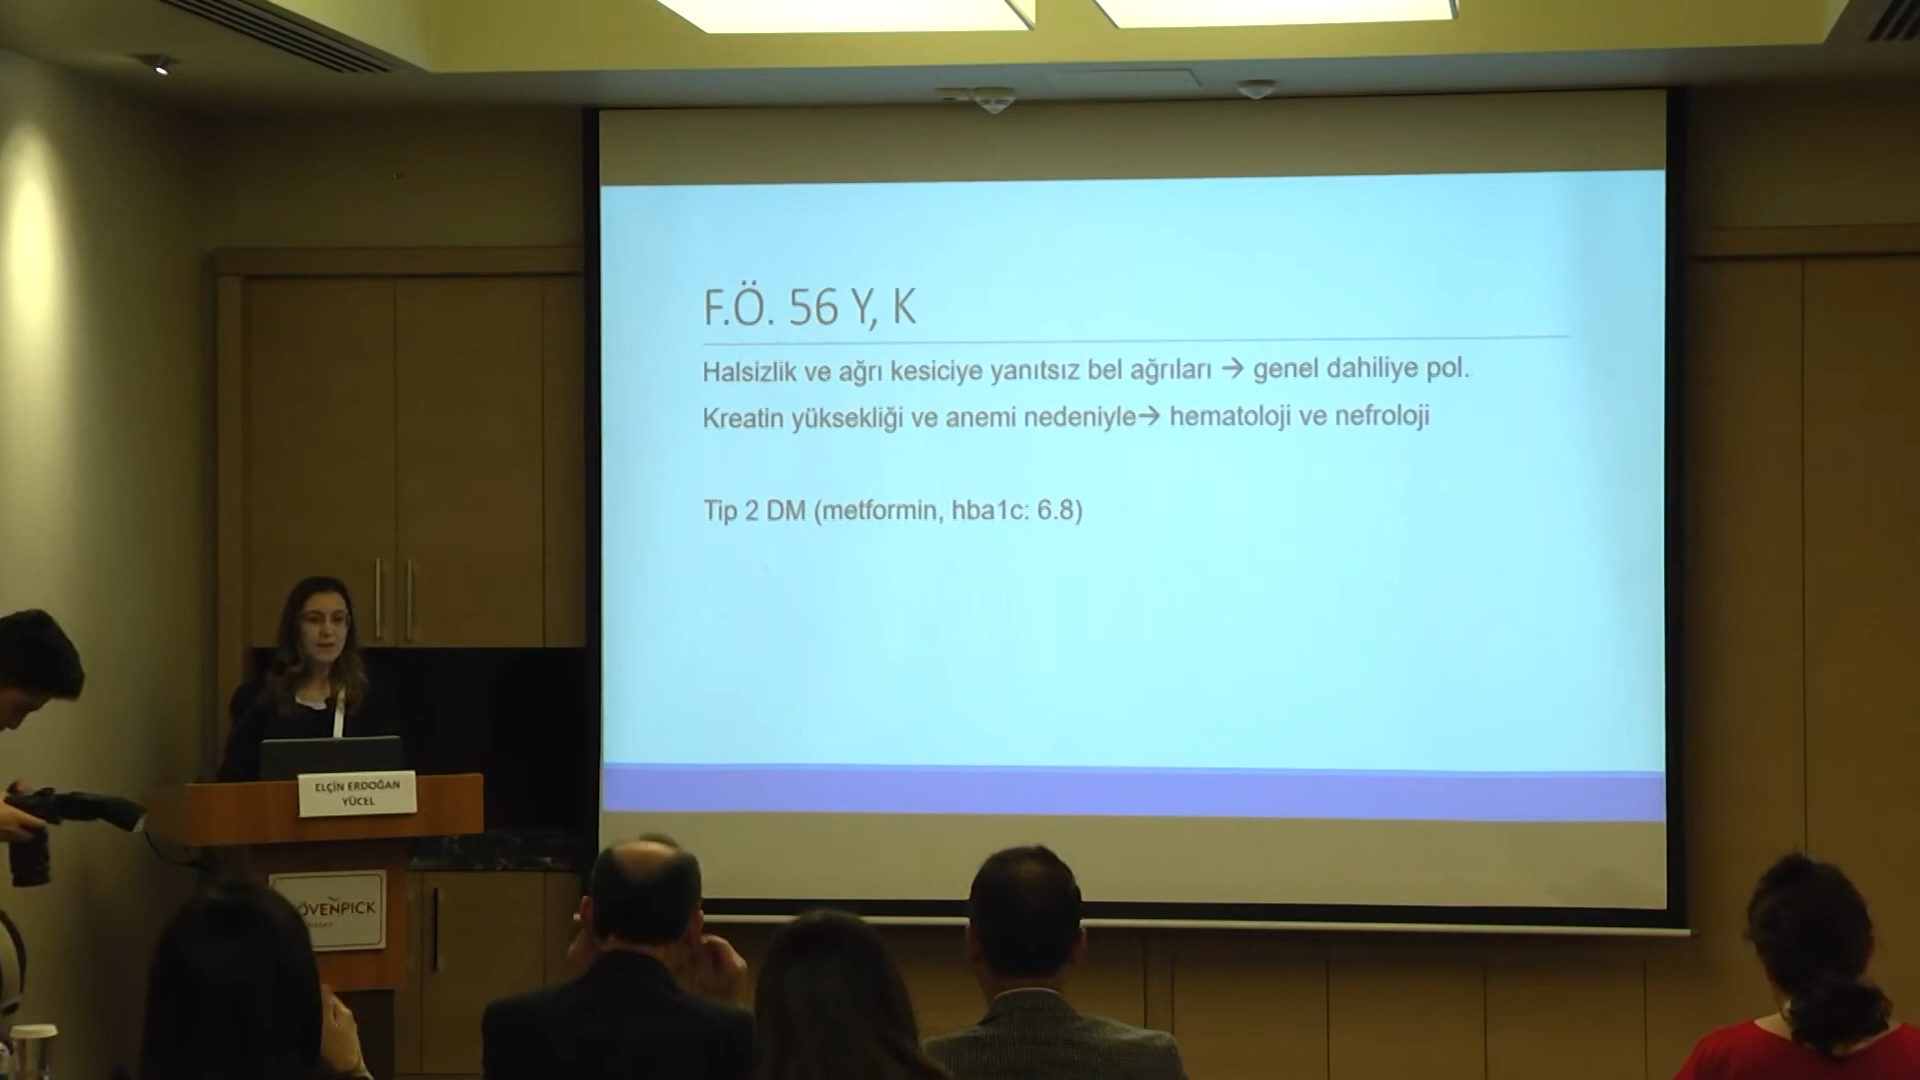 F.Ö. 56 Y, K
Halsizlik ve ağrı kesiciye yanıtsız bel ağrıları → genel dahiliye pol.
Kreatin yüksekliği ve anemi nedeniyle→ hematoloji ve nefroloji
Tip 2 DM (metformin, hba1c: 6.8)
ELÇİN ERDOĞAN
YÜCEL
ÖVENPICK